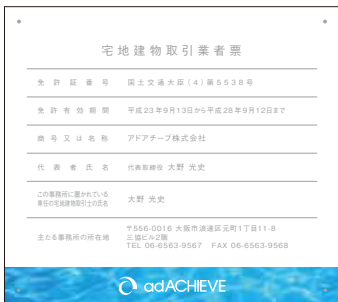 宅地建物取引業者票
免許証番号 国土交通大臣(4)第5538号
免許有効期間 平成23年9月13日から平成28年9月12日まで
商号又は名称 アドアチーブ株式会社
代表者氏名 代表取締役 大野 光史
この事務所に置かれている
専任の宅地建物取引士の氏名 大野 光史
主たる事務所の所在地 〒556-0016 大阪市浪速区元町1丁目11-8
三協ビル2階
TEL 06-6563-9567 FAX 06-6563-9568
adACHIEVE